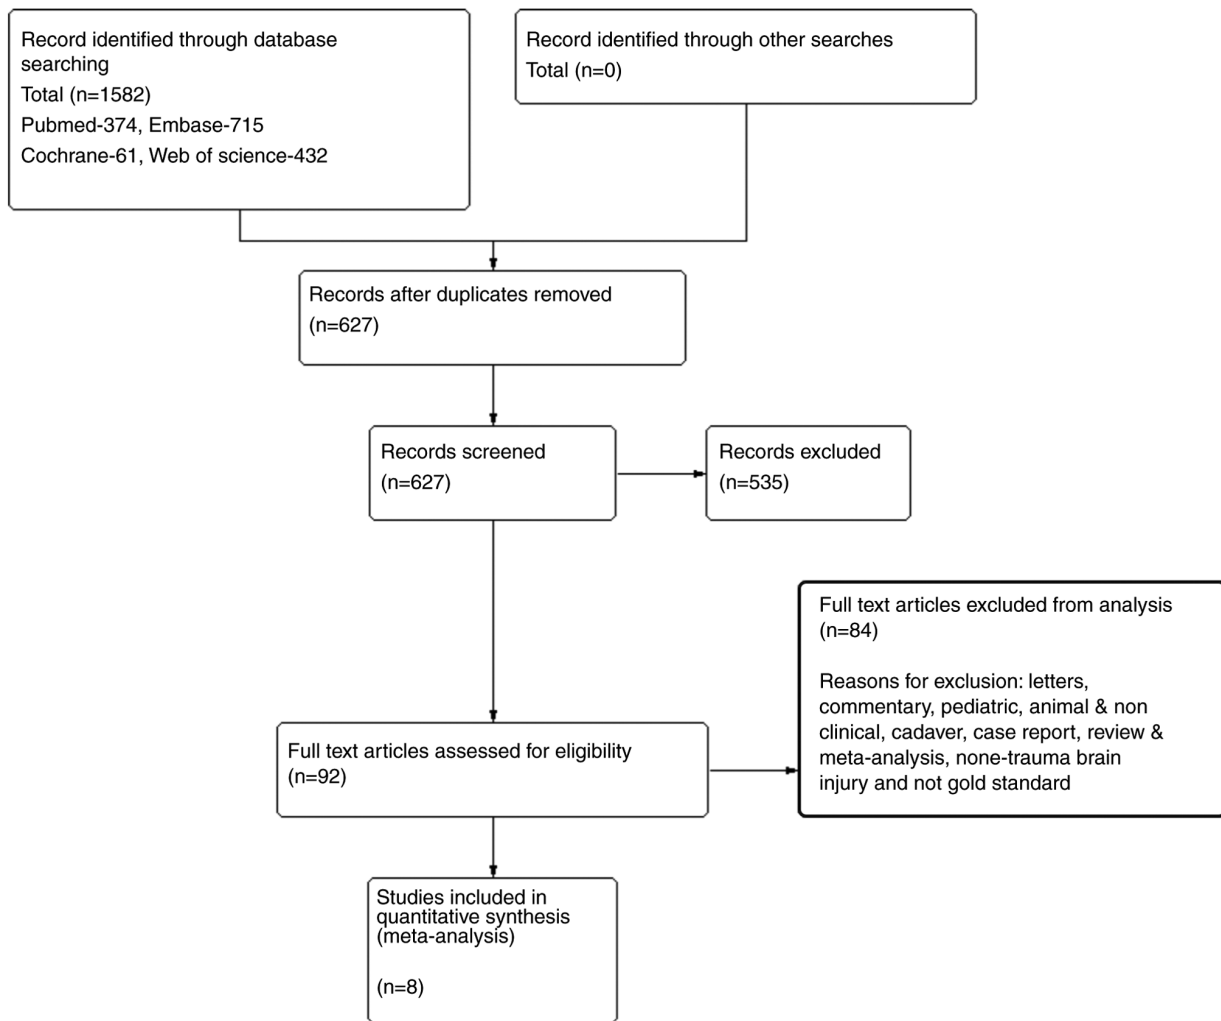 Record identified through database
searching
Total (n=1582)
Pubmed-374, Embase-715
Cochrane-61, Web of science-432
Record identified through other searches
Total (n=0)
Records after duplicates removed
(n=627)
Records screened
(n=627)
Records excluded
(n=535)
Full text articles assessed for eligibility
(n=92)
Full text articles excluded from analysis
(n=84)
Reasons for exclusion: letters,
commentary, pediatric, animal & non
clinical, cadaver, case report, review &
meta-analysis, none-trauma brain
injury and not gold standard
Studies included in
quantitative synthesis
(meta-analysis)
(n=8)